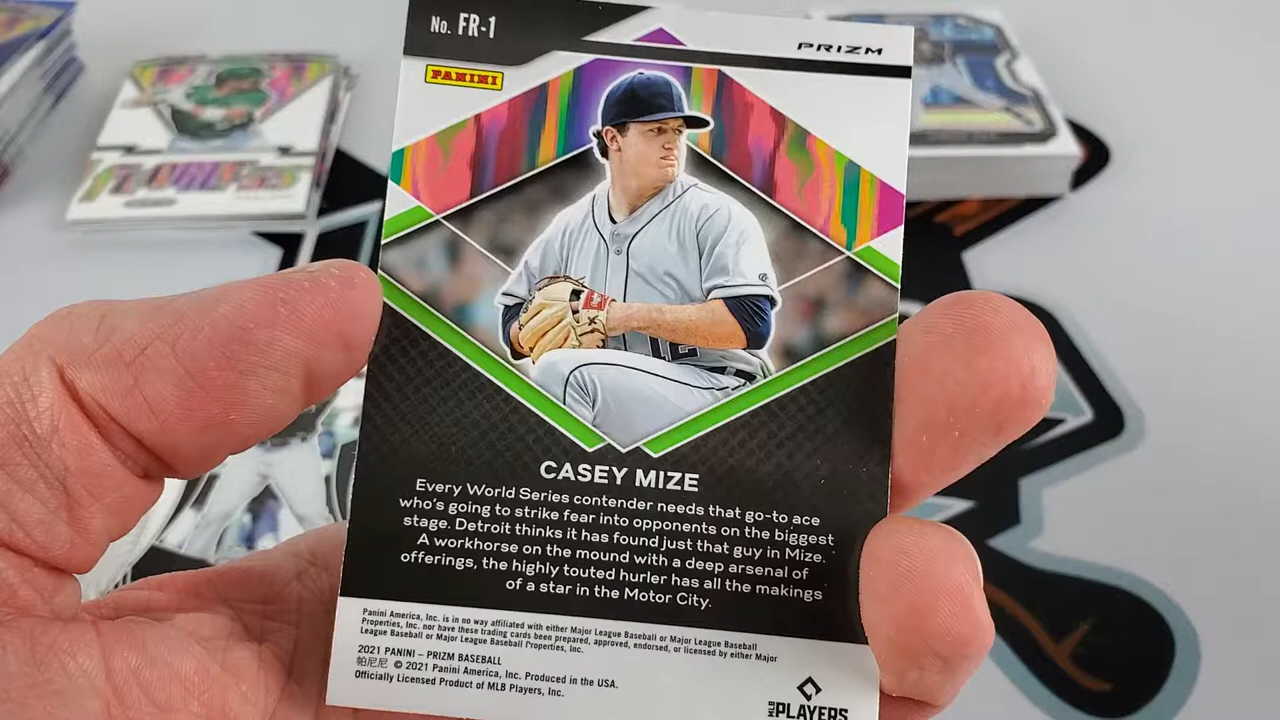 No. FR-1
PRIZM
PANINI
12
CASEY MIZE
Every World Series contender needs that go-to ace
who's going to strike fear into opponents on the biggest
stage. Detroit thinks it has found just that guy in Mize.
A workhorse on the mound with a deep arsenal of
offerings, the highly touted hurler has all the makings
of a star in the Motor City.
Panini America, Inc. is in no way affiliated with either Major League Baseball or Major League Baseball
Properties, Inc. nor have these trading cards been prepared, approved, endorsed, or licensed by either Major
League Baseball or Major League Baseball Properties, Inc.
2021 PANINI – PRIZM BASEBALL
帕尼尼 © 2021 Panini America, Inc. Produced in the USA.
Officially Licensed Product of MLB Players, Inc.
MLB PLAYERS